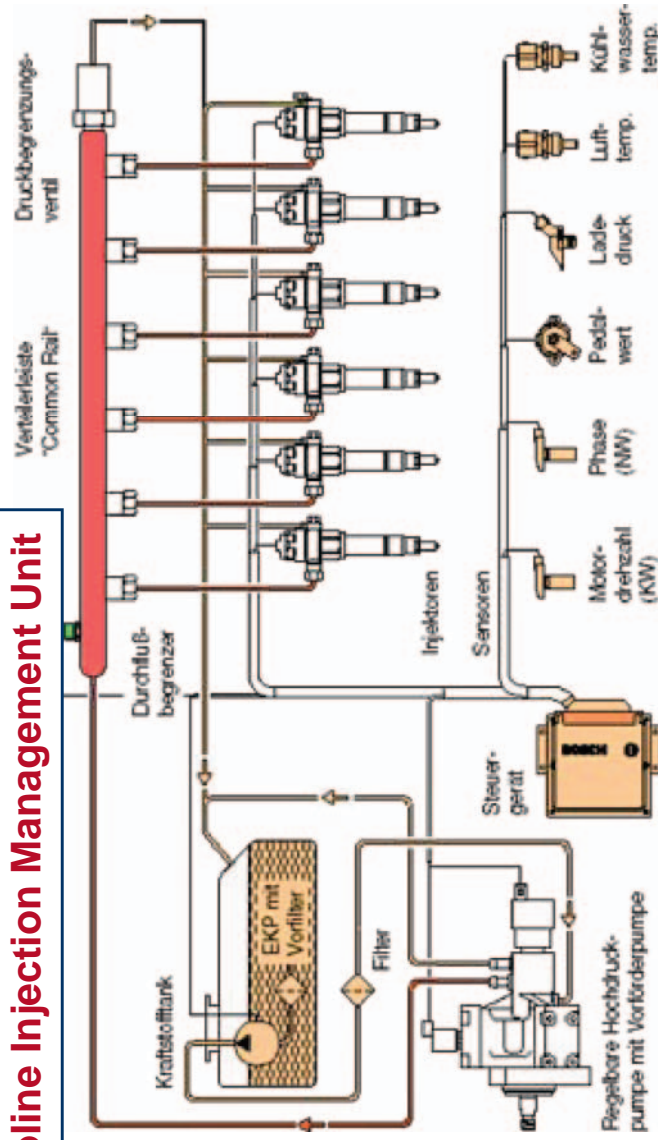 line Injection Management Unit
Verteilerleiste
"Common Rail"
Druckbegrenzungs-
ventil
Durchfluß-
begrenzer
Kraftstofftank
EKP mit
Vorfilter
Filter
Injektoren
Sensoren
Steuer-
gerät
BOSCH
Regelbare Hochdruck-
pumpe mit Vorförderpumpe
Motor-
drehzahl
(KW)
Phase
(NW)
Pedal-
wert
Lade-
druck
Luft-
temp.
Kühl-
wasser-
temp.